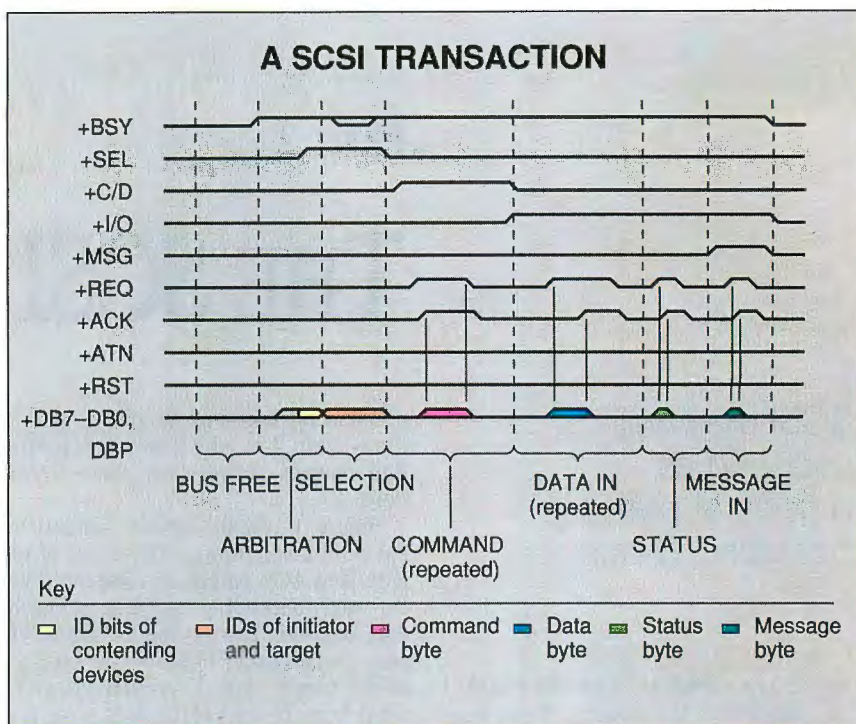 A SCSI TRANSACTION
+BSY
+SEL
+C/D
+I/O
+MSG
+REQ
+ACK
+ATN
+RST
+DB7–DB0,
DBP
BUS FREE SELECTION DATA IN MESSAGE
(repeated) IN
ARBITRATION COMMAND STATUS
(repeated)
Key
ID bits of contending devices
IDs of initiator and target
Command byte
Data byte
Status byte
Message byte